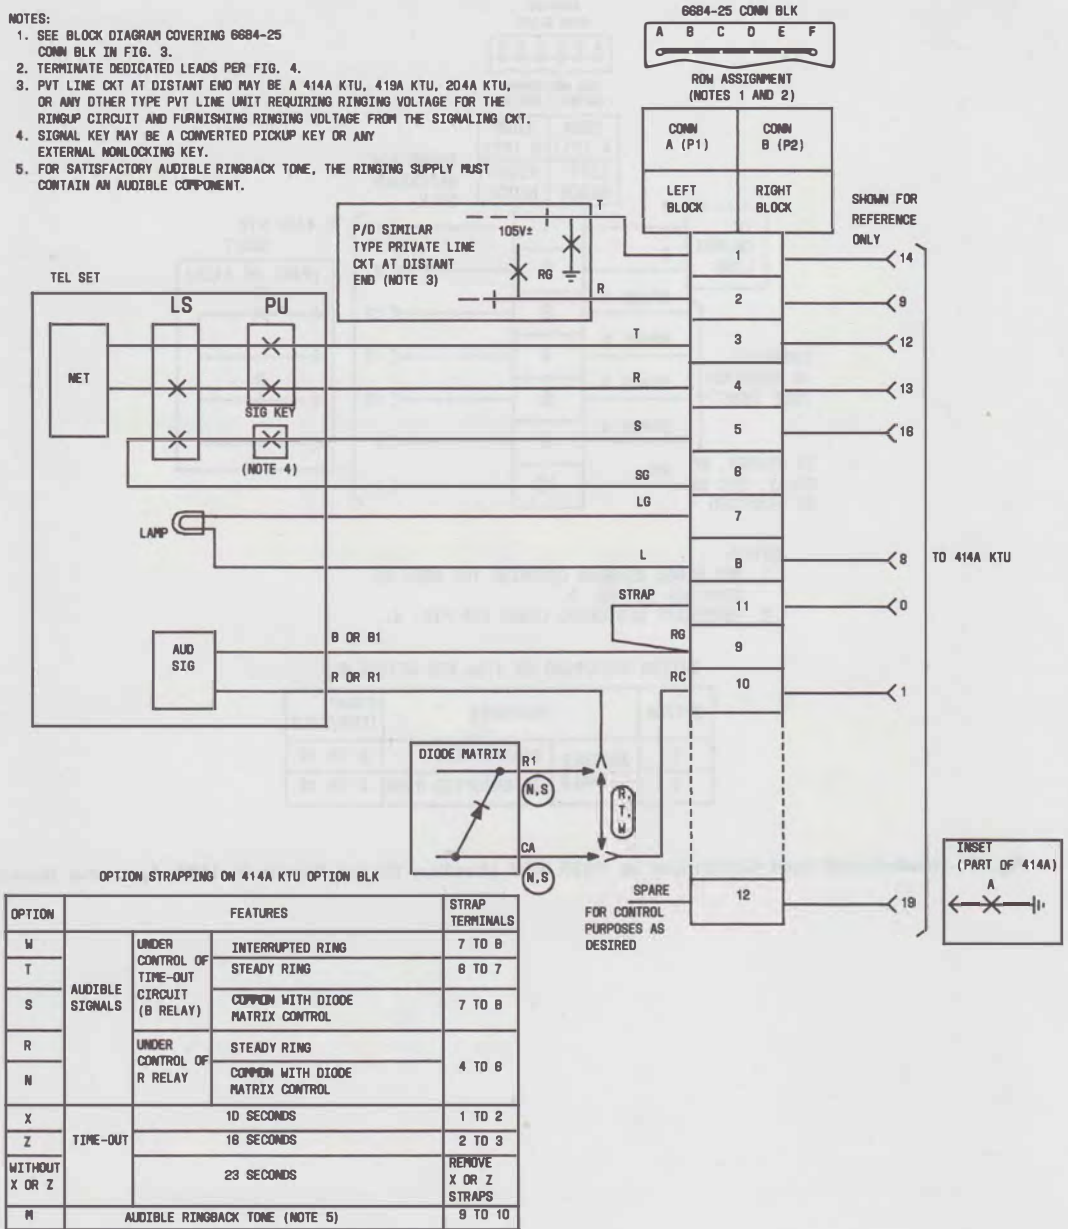 NOTES:
1. SEE BLOCK DIAGRAM COVERING 66B4-25
CONN BLK IN FIG. 3.
2. TERMINATE DEDICATED LEADS PER FIG. 4.
3. PVT LINE CKT AT DISTANT END MAY BE A 414A KTU, 419A KTU, 204A KTU,
OR ANY OTHER TYPE PVT LINE UNIT REQUIRING RINGING VOLTAGE FOR THE
RINGUP CIRCUIT AND FURNISHING RINGING VOLTAGE FROM THE SIGNALING CKT.
4. SIGNAL KEY MAY BE A CONVERTED PICKUP KEY OR ANY
EXTERNAL NONLOCKING KEY.
5. FOR SATISFACTORY AUDIBLE RINGBACK TONE, THE RINGING SUPPLY MUST
CONTAIN AN AUDIBLE COMPONENT.
66B4-25 CONN BLK
A B C D E F
ROW ASSIGNMENT
(NOTES 1 AND 2)
CONN
A (P1)
CONN
B (P2)
LEFT
BLOCK
RIGHT
BLOCK
SHOWN FOR
REFERENCE
ONLY
P/D SIMILAR
TYPE PRIVATE LINE
CKT AT DISTANT
END (NOTE 3)
105V±
RG
T
R
1
14
2
9
TEL SET
LS
PU
NET
T
3
12
R
4
13
SIG KEY
S
5
18
(NOTE 4)
SG
6
LG
7
LAMP
L
8
8
TO 414A KTU
STRAP
11
0
AUD
SIG
B OR B1
RG
9
R OR R1
RC
10
1
DIODE MATRIX
R1
N,S
R,
T,
W
CA
N,S
SPARE
12
19
FOR CONTROL
PURPOSES AS
DESIRED
INSET
(PART OF 414A)
A
OPTION STRAPPING ON 414A KTU OPTION BLK
OPTION
FEATURES
STRAP
TERMINALS
W
AUDIBLE
SIGNALS
UNDER
CONTROL OF
TIME-OUT
CIRCUIT
(B RELAY)
INTERRUPTED RING
7 TO 8
T
STEADY RING
6 TO 7
S
COMMON WITH DIODE
MATRIX CONTROL
7 TO 8
R
UNDER
CONTROL OF
R RELAY
STEADY RING
4 TO 6
N
COMMON WITH DIODE
MATRIX CONTROL
X
TIME-OUT
10 SECONDS
1 TO 2
Z
18 SECONDS
2 TO 3
WITHOUT
X OR Z
23 SECONDS
REMOVE
X OR Z
STRAPS
M
AUDIBLE RINGBACK TONE (NOTE 5)
9 TO 10